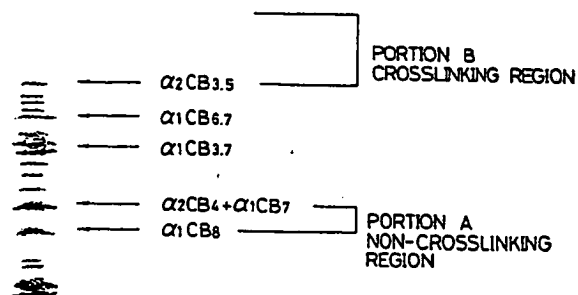 PORTION B
CROSSLINKING REGION
α2CB3.5
α1CB6.7
α1CB3.7
α2CB4+α1CB7
α1CB8
PORTION A
NON-CROSSLINKING
REGION